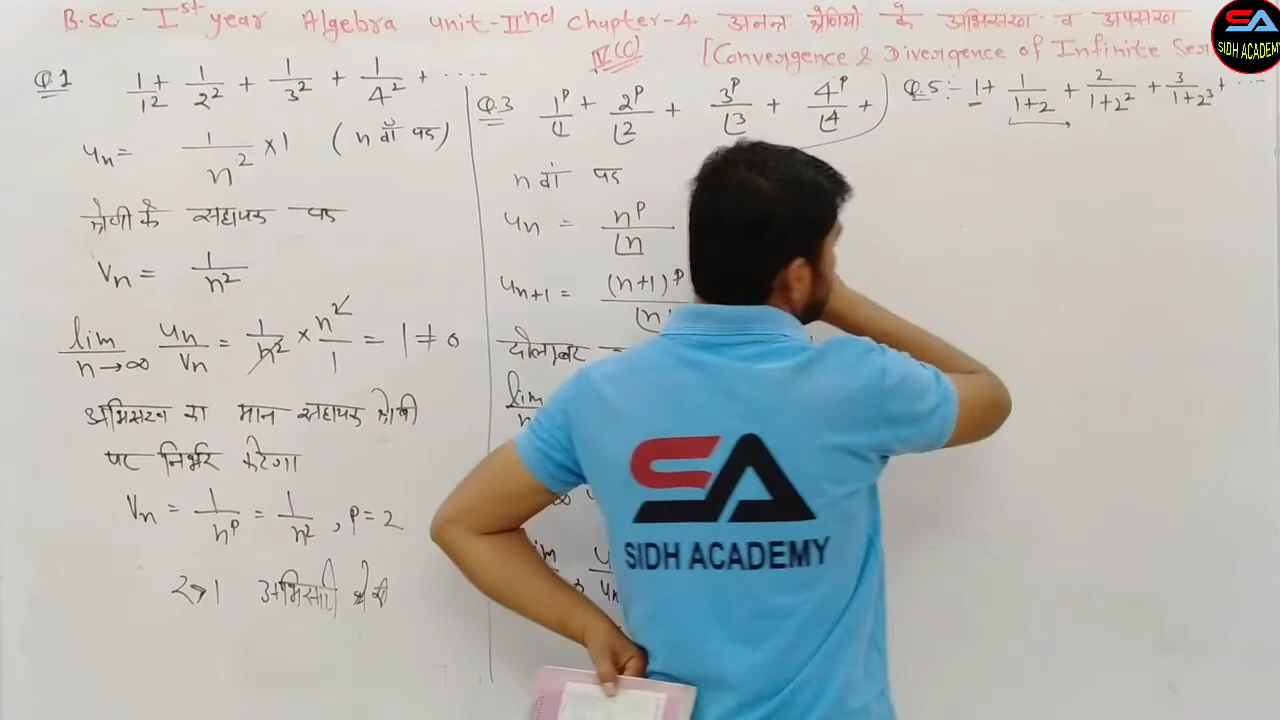 B.sc.- Ist year Algebra unit-IInd Chapter-4 अनन्त श्रेणियो के अभिसरण व अपसरण
IV(C) [Convergence & Divergence of Infinite Ser
SA
SIDH ACADEMY
Q.1 1/1² + 1/2² + 1/3² + 1/4² + .....
uₙ = 1/n² × 1 (n वाँ पद)
श्रेणी के सहायक पद
Vₙ = 1/n²
lim n→∞ uₙ/Vₙ = 1/n² × n²/1 = 1 ≠ 0
अभिसरण का मान सहायक श्रेणी
पर निर्भर करेगा
Vₙ = 1/nᵖ = 1/n² , P = 2
2 > 1 अभिसारी श्रेणी
Q.3 1ᵖ/⌊1 + 2ᵖ/⌊2 + 3ᵖ/⌊3 + 4ᵖ/⌊4 +
n वां पद
uₙ = nᵖ/⌊n
uₙ₊₁ = (n+1)ᵖ/⌊n
lim
Q.5:- 1 + 1/1+2 + 2/1+2² + 3/1+2³ + ....
SA
SIDH ACADEMY